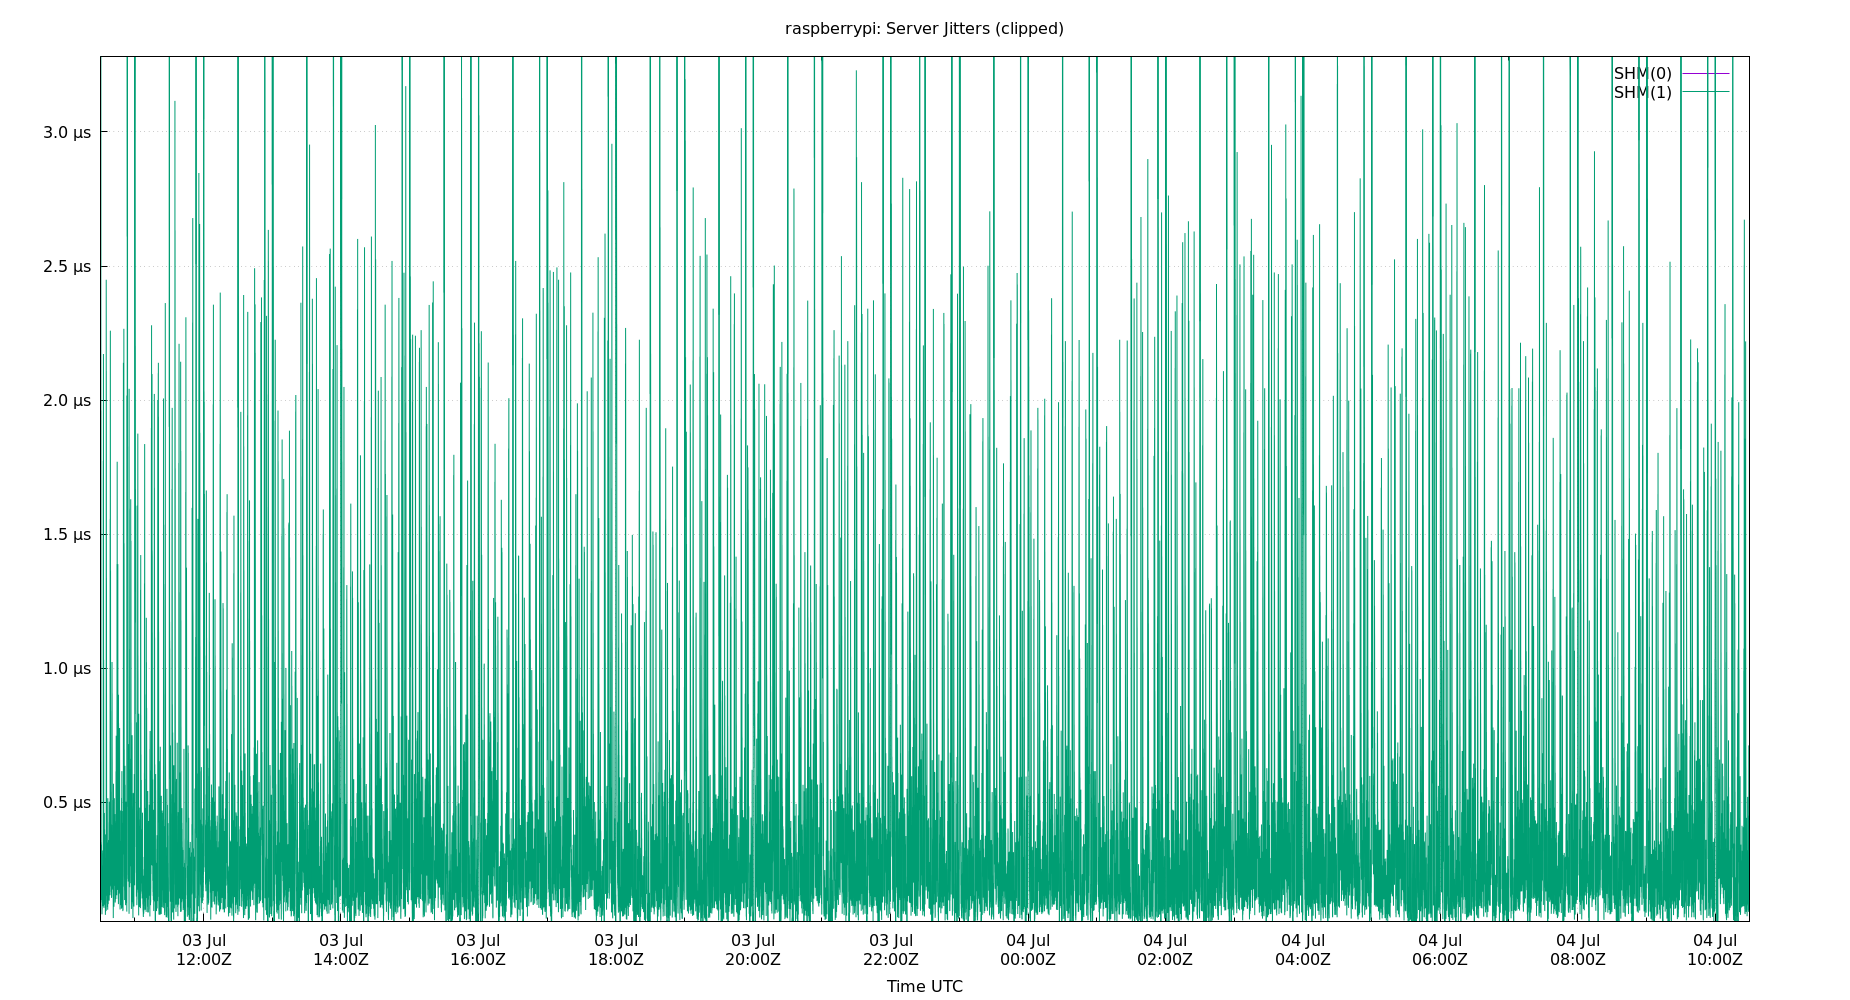 raspberrypi: Server Jitters (clipped)
SHM(0)
SHM(1)
3.0 µs
2.5 µs
2.0 µs
1.5 µs
1.0 µs
0.5 µs
03 Jul 03 Jul 03 Jul 03 Jul 03 Jul 03 Jul 04 Jul 04 Jul 04 Jul 04 Jul 04 Jul 04 Jul
12:00Z 14:00Z 16:00Z 18:00Z 20:00Z 22:00Z 00:00Z 02:00Z 04:00Z 06:00Z 08:00Z 10:00Z
Time UTC